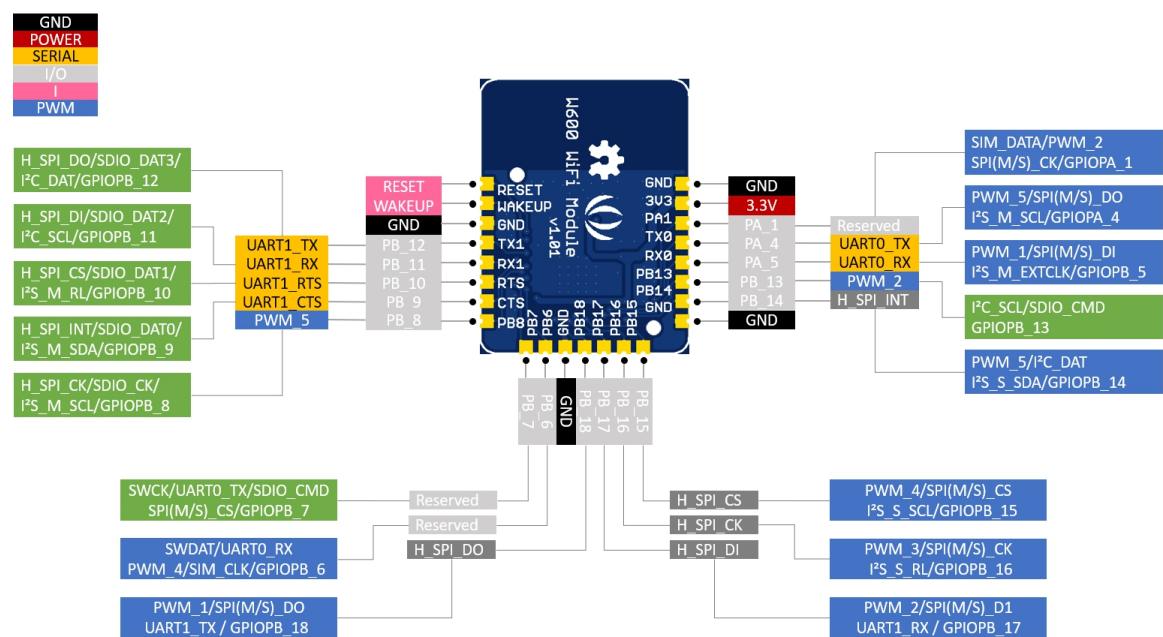 GND
POWER
SERIAL
I/O
I
PWM
H_SPI_DO/SDIO_DAT3/
I²C_DAT/GPIOPB_12
H_SPI_DI/SDIO_DAT2/
I²C_SCL/GPIOPB_11
H_SPI_CS/SDIO_DAT1/
I²S_M_RL/GPIOPB_10
H_SPI_INT/SDIO_DAT0/
I²S_M_SDA/GPIOPB_9
H_SPI_CK/SDIO_CK/
I²S_M_SCL/GPIOPB_8
UART1_TX
UART1_RX
UART1_RTS
UART1_CTS
PWM_5
RESET
WAKEUP
GND
PB_12
PB_11
PB_10
PB_9
PB_8
W600 WiFi Module
v1.01
RESET
WAKEUP
GND
TX1
RX1
RTS
CTS
PB8
GND
3V3
PA1
TX0
RX0
PB13
PB14
GND
PB7
PB6
GND
PB18
PB17
PB16
PB15
GND
3.3V
PA_1
PA_4
PA_5
PB_13
PB_14
GND
Reserved
UART0_TX
UART0_RX
PWM_2
H_SPI_INT
SIM_DATA/PWM_2
SPI(M/S)_CK/GPIOPA_1
PWM_5/SPI(M/S)_DO
I²S_M_SCL/GPIOPA_4
PWM_1/SPI(M/S)_DI
I²S_M_EXTCLK/GPIOPB_5
I²C_SCL/SDIO_CMD
GPIOPB_13
PWM_5/I²C_DAT
I²S_S_SDA/GPIOPB_14
PB_7
PB_6
GND
PB_18
PB_17
PB_16
PB_15
SWCK/UART0_TX/SDIO_CMD
SPI(M/S)_CS/GPIOPB_7
SWDAT/UART0_RX
PWM_4/SIM_CLK/GPIOPB_6
PWM_1/SPI(M/S)_DO
UART1_TX / GPIOPB_18
Reserved
Reserved
H_SPI_DO
H_SPI_CS
H_SPI_CK
H_SPI_DI
PWM_4/SPI(M/S)_CS
I²S_S_SCL/GPIOPB_15
PWM_3/SPI(M/S)_CK
I²S_S_RL/GPIOPB_16
PWM_2/SPI(M/S)_D1
UART1_RX / GPIOPB_17